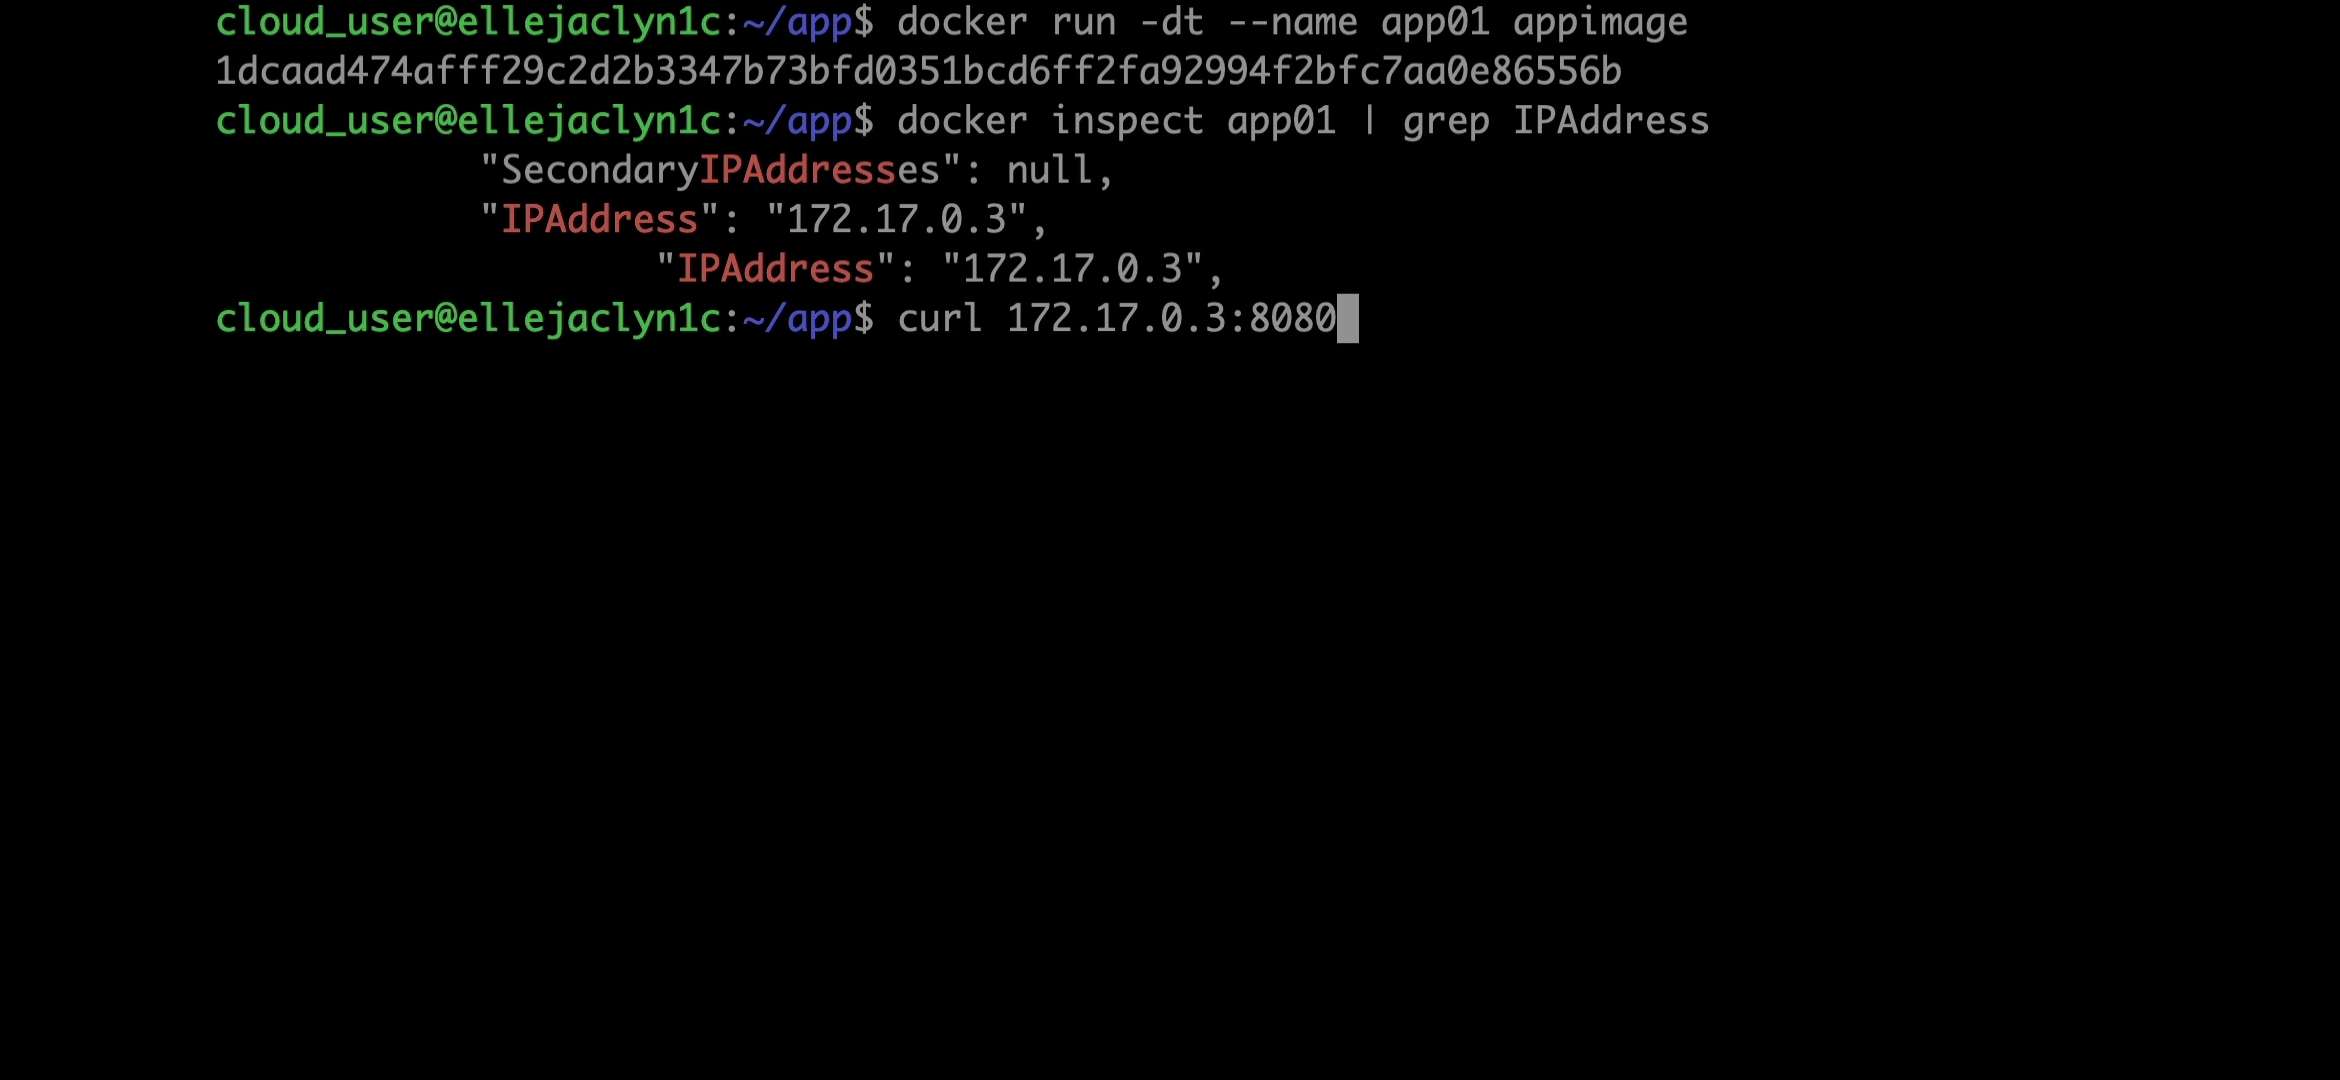 cloud_user@ellejaclyn1c:~/app$ docker run -dt --name app01 appimage
1dcaad474afff29c2d2b3347b73bfd0351bcd6ff2fa92994f2bfc7aa0e86556b
cloud_user@ellejaclyn1c:~/app$ docker inspect app01 | grep IPAddress
"SecondaryIPAddresses": null,
"IPAddress": "172.17.0.3",
"IPAddress": "172.17.0.3",
cloud_user@ellejaclyn1c:~/app$ curl 172.17.0.3:8080